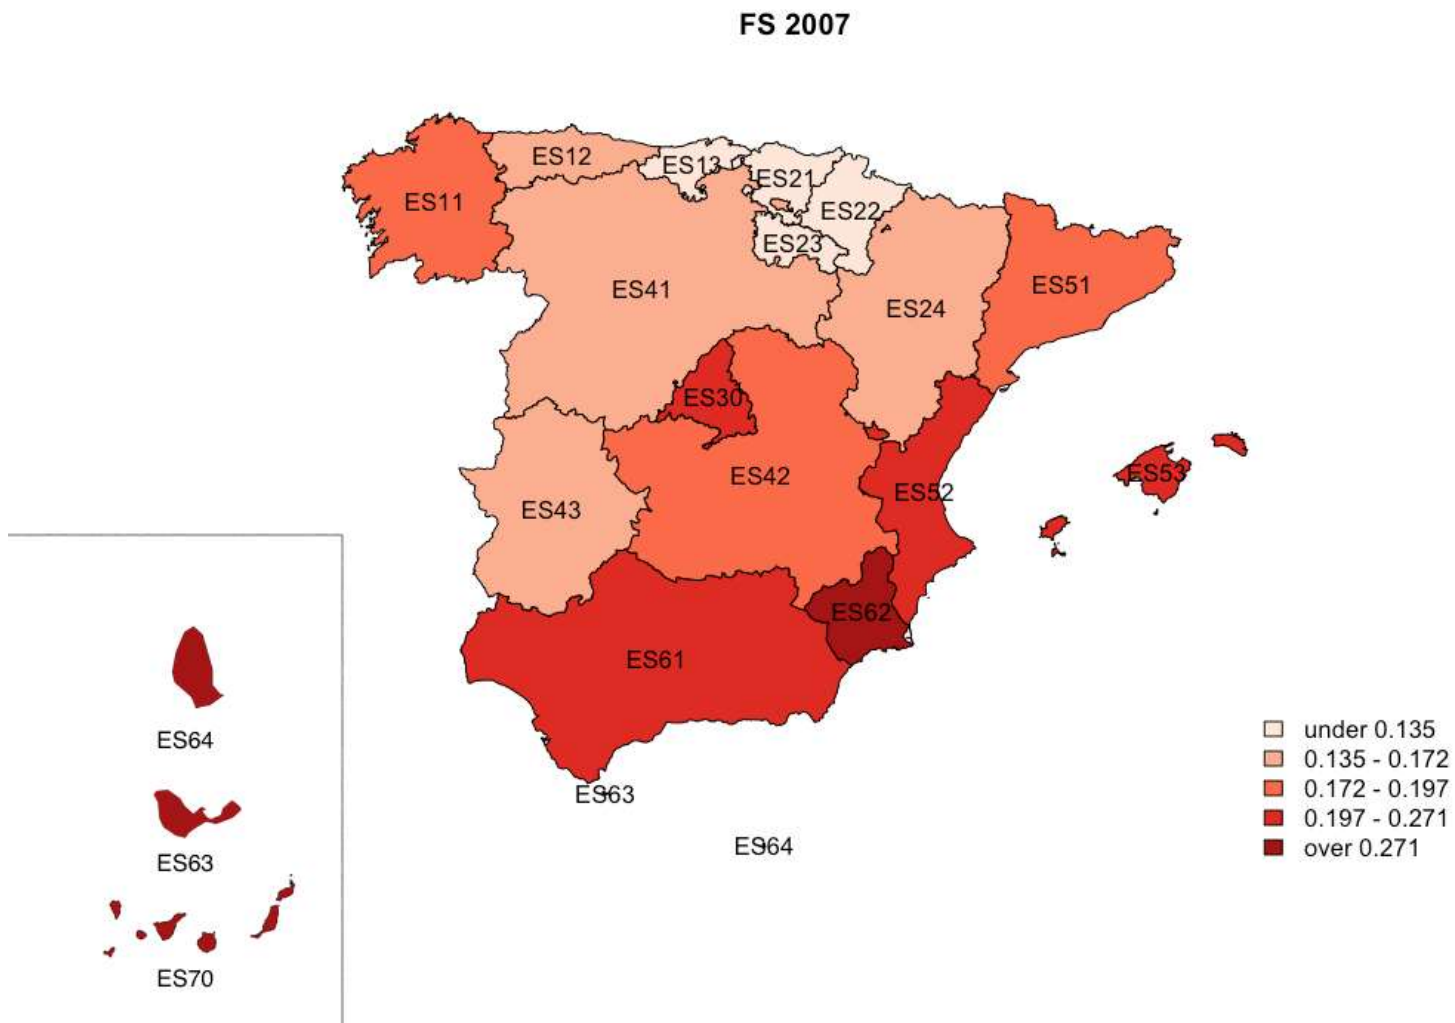 FS 2007
ES12
ES13
ES21
ES11
ES22
ES23
ES41
ES24
ES51
ES30
ES42
ES52
ES53
ES43
ES62
ES61
ES64
ES63
ES70
ES63
ES64
under 0.135
0.135 - 0.172
0.172 - 0.197
0.197 - 0.271
over 0.271